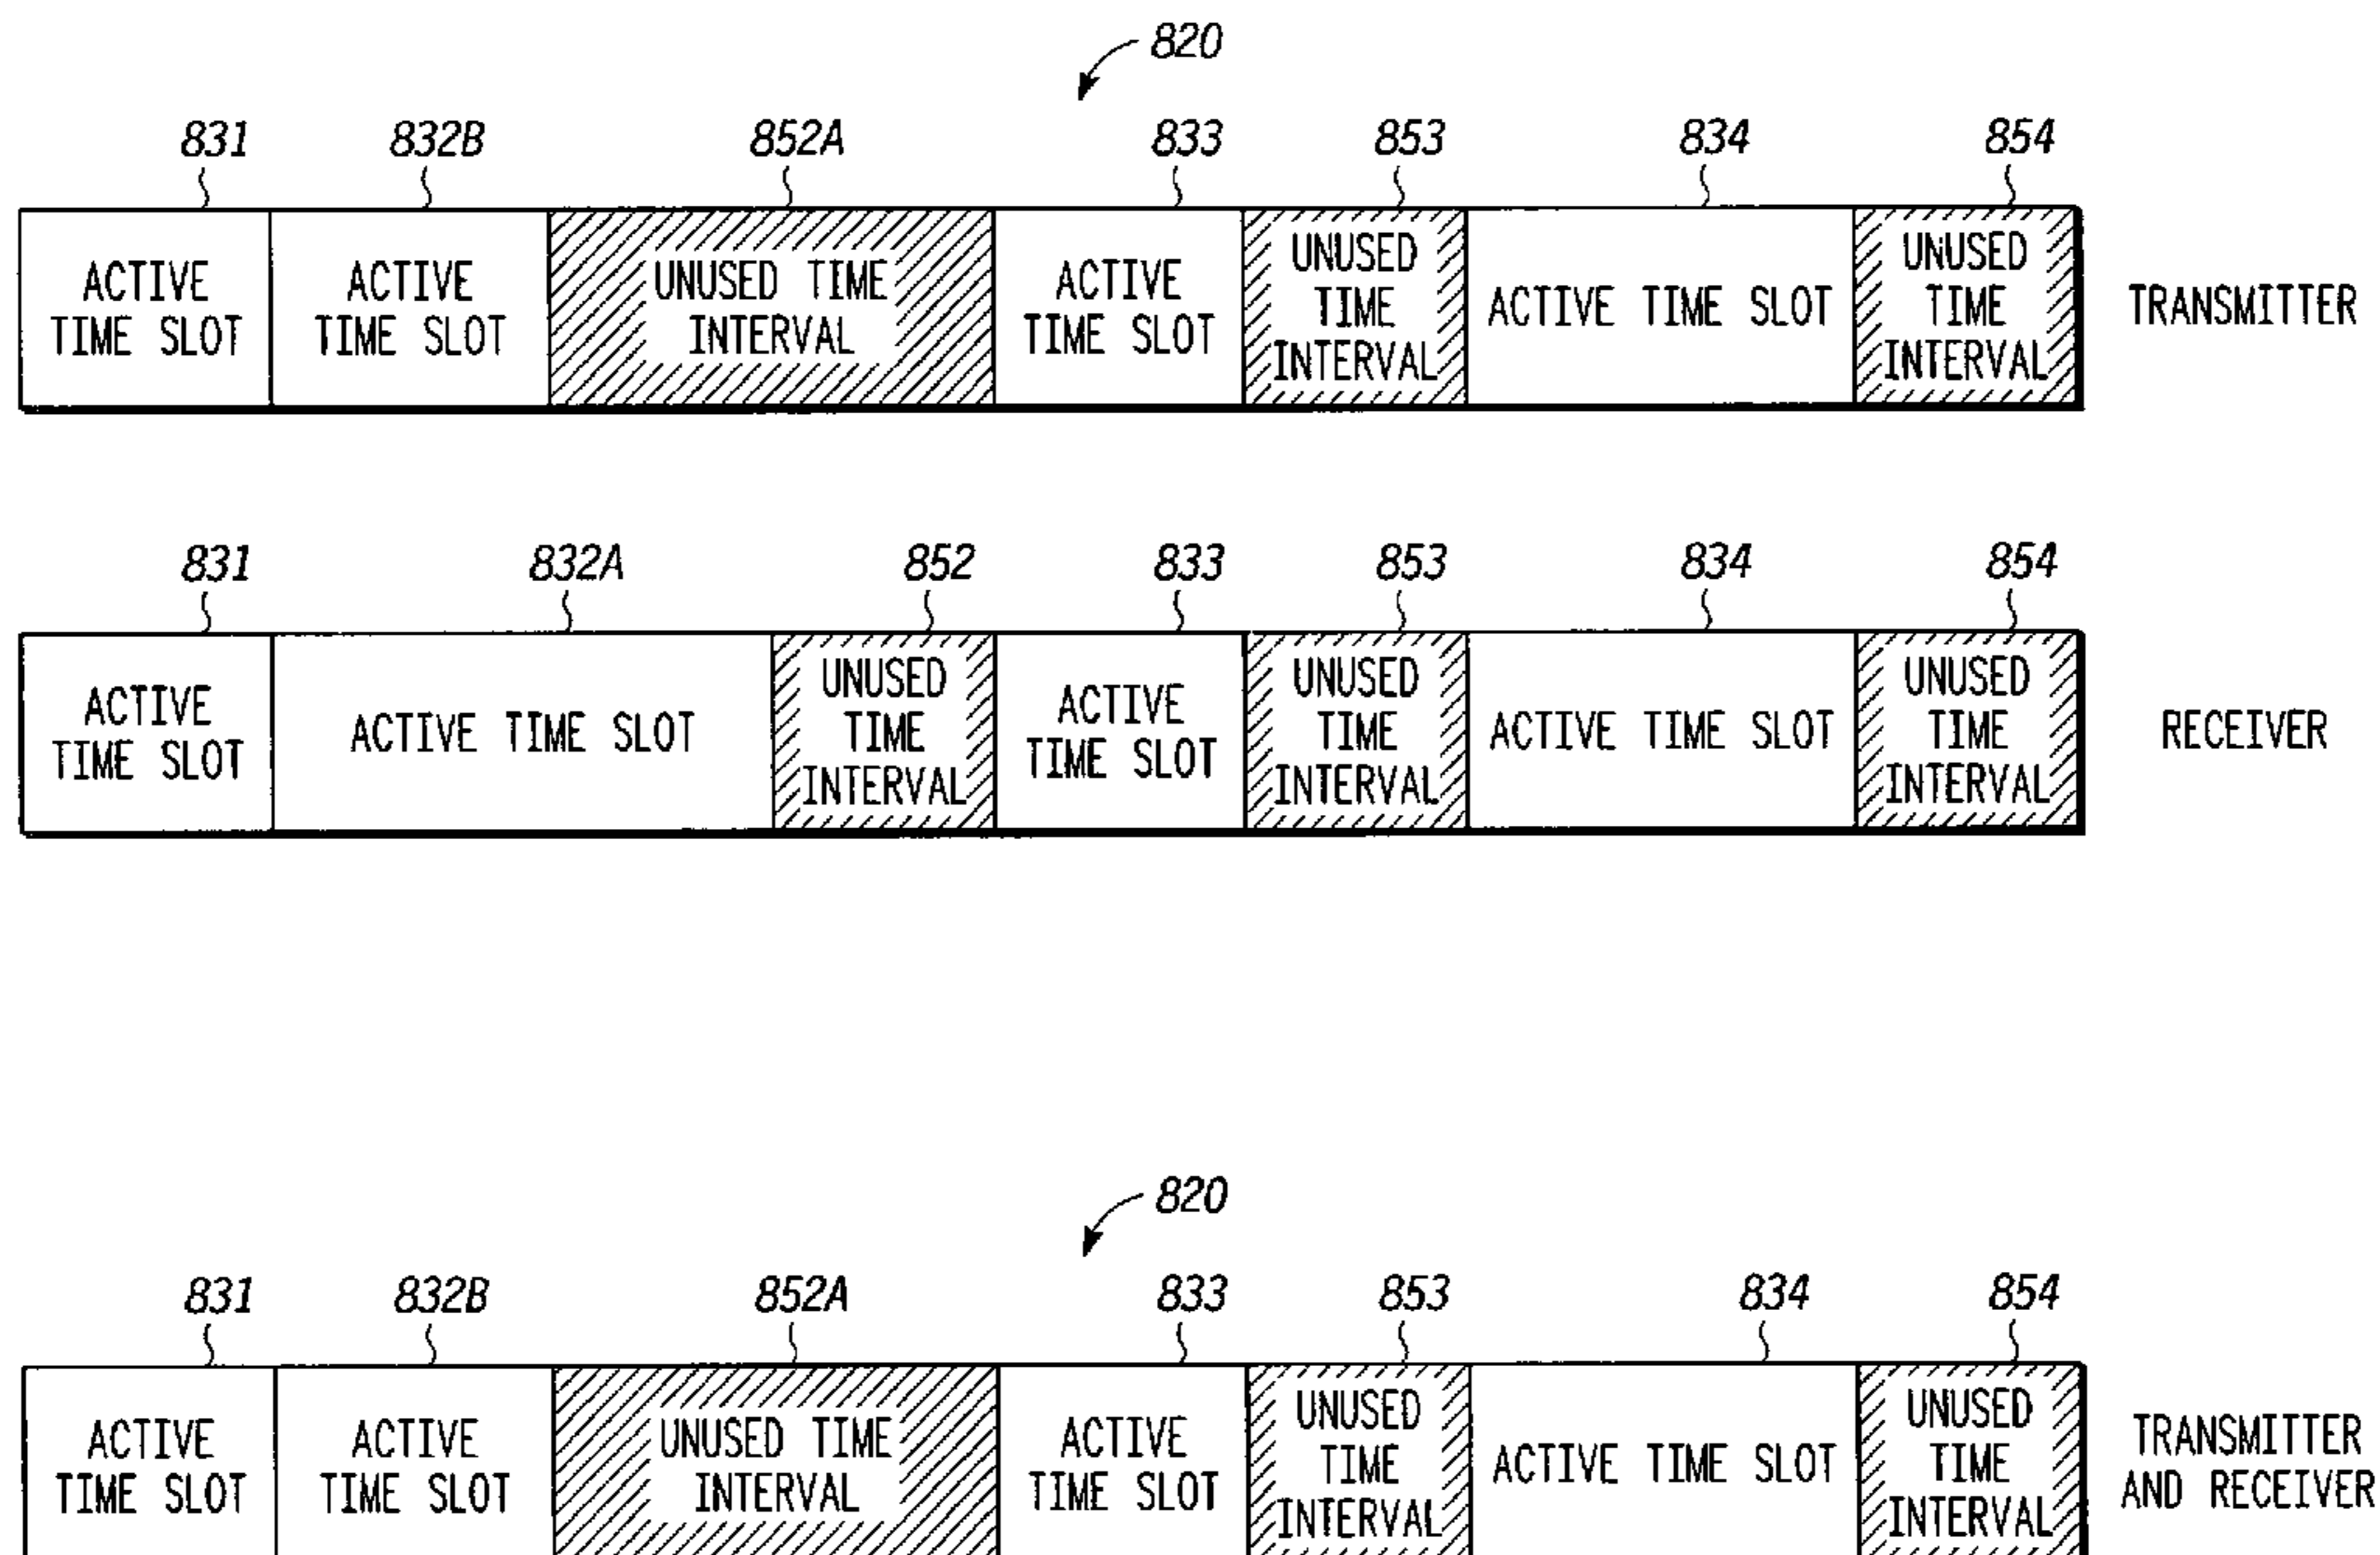 820
831 832B 852A 833 853 834 854
ACTIVE
TIME SLOT
ACTIVE
TIME SLOT
UNUSED TIME
INTERVAL
ACTIVE
TIME SLOT
UNUSED
TIME
INTERVAL
ACTIVE TIME SLOT
UNUSED
TIME
INTERVAL
TRANSMITTER
831 832A 852 833 853 834 854
ACTIVE
TIME SLOT
ACTIVE TIME SLOT
UNUSED
TIME
INTERVAL
ACTIVE
TIME SLOT
UNUSED
TIME
INTERVAL
ACTIVE TIME SLOT
UNUSED
TIME
INTERVAL
RECEIVER
820
831 832B 852A 833 853 834 854
ACTIVE
TIME SLOT
ACTIVE
TIME SLOT
UNUSED TIME
INTERVAL
ACTIVE
TIME SLOT
UNUSED
TIME
INTERVAL
ACTIVE TIME SLOT
UNUSED
TIME
INTERVAL
TRANSMITTER
AND RECEIVER